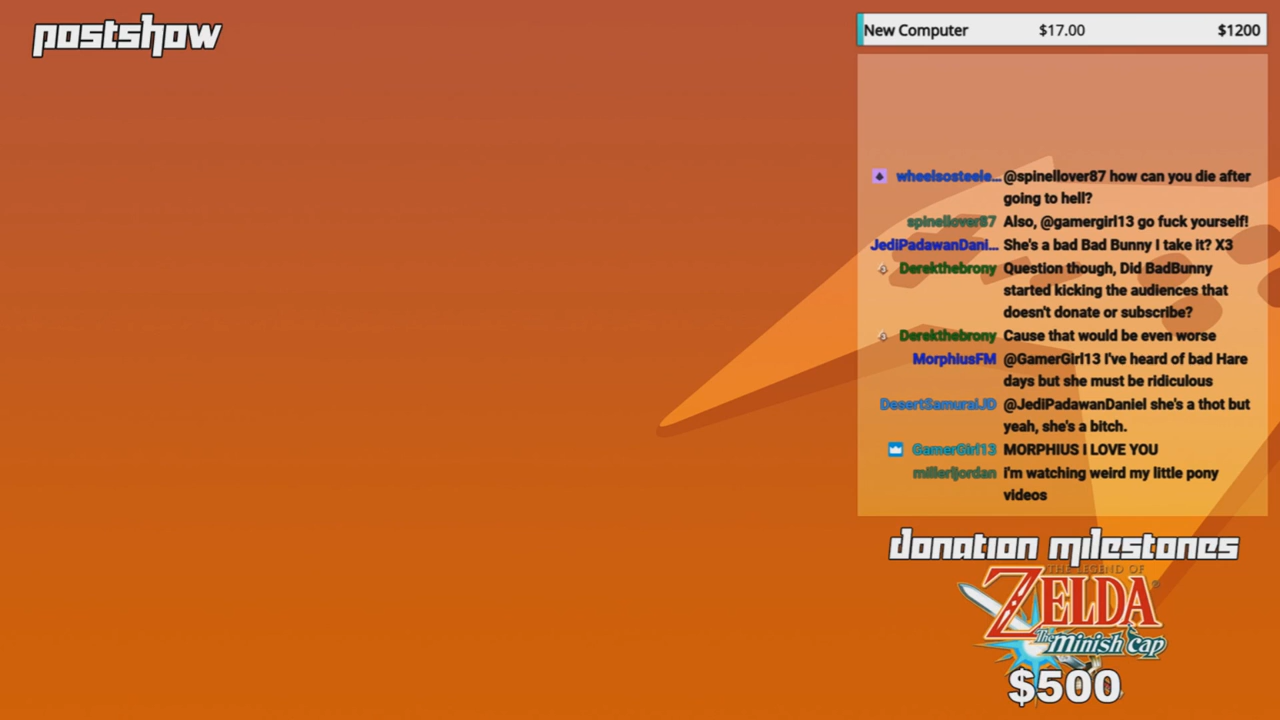 postshow
New Computer $17.00 $1200
wheelsosteele... @spinellover87 how can you die after
going to hell?
spinellover87 Also, @gamergirl13 go fuck yourself!
JediPadawanDani... She's a bad Bad Bunny I take it? X3
Derekthebrony Question though, Did BadBunny
started kicking the audiences that
doesn't donate or subscribe?
Derekthebrony Cause that would be even worse
MorphiusFM @GamerGirl13 I've heard of bad Hare
days but she must be ridiculous
DesertSamuraiJD @JediPadawanDaniel she's a thot but
yeah, she's a bitch.
GamerGirl13 MORPHIUS I LOVE YOU
millerljordan i'm watching weird my little pony
videos
donation milestones
THE LEGEND OF
ZELDA®
The Minish Cap
$500